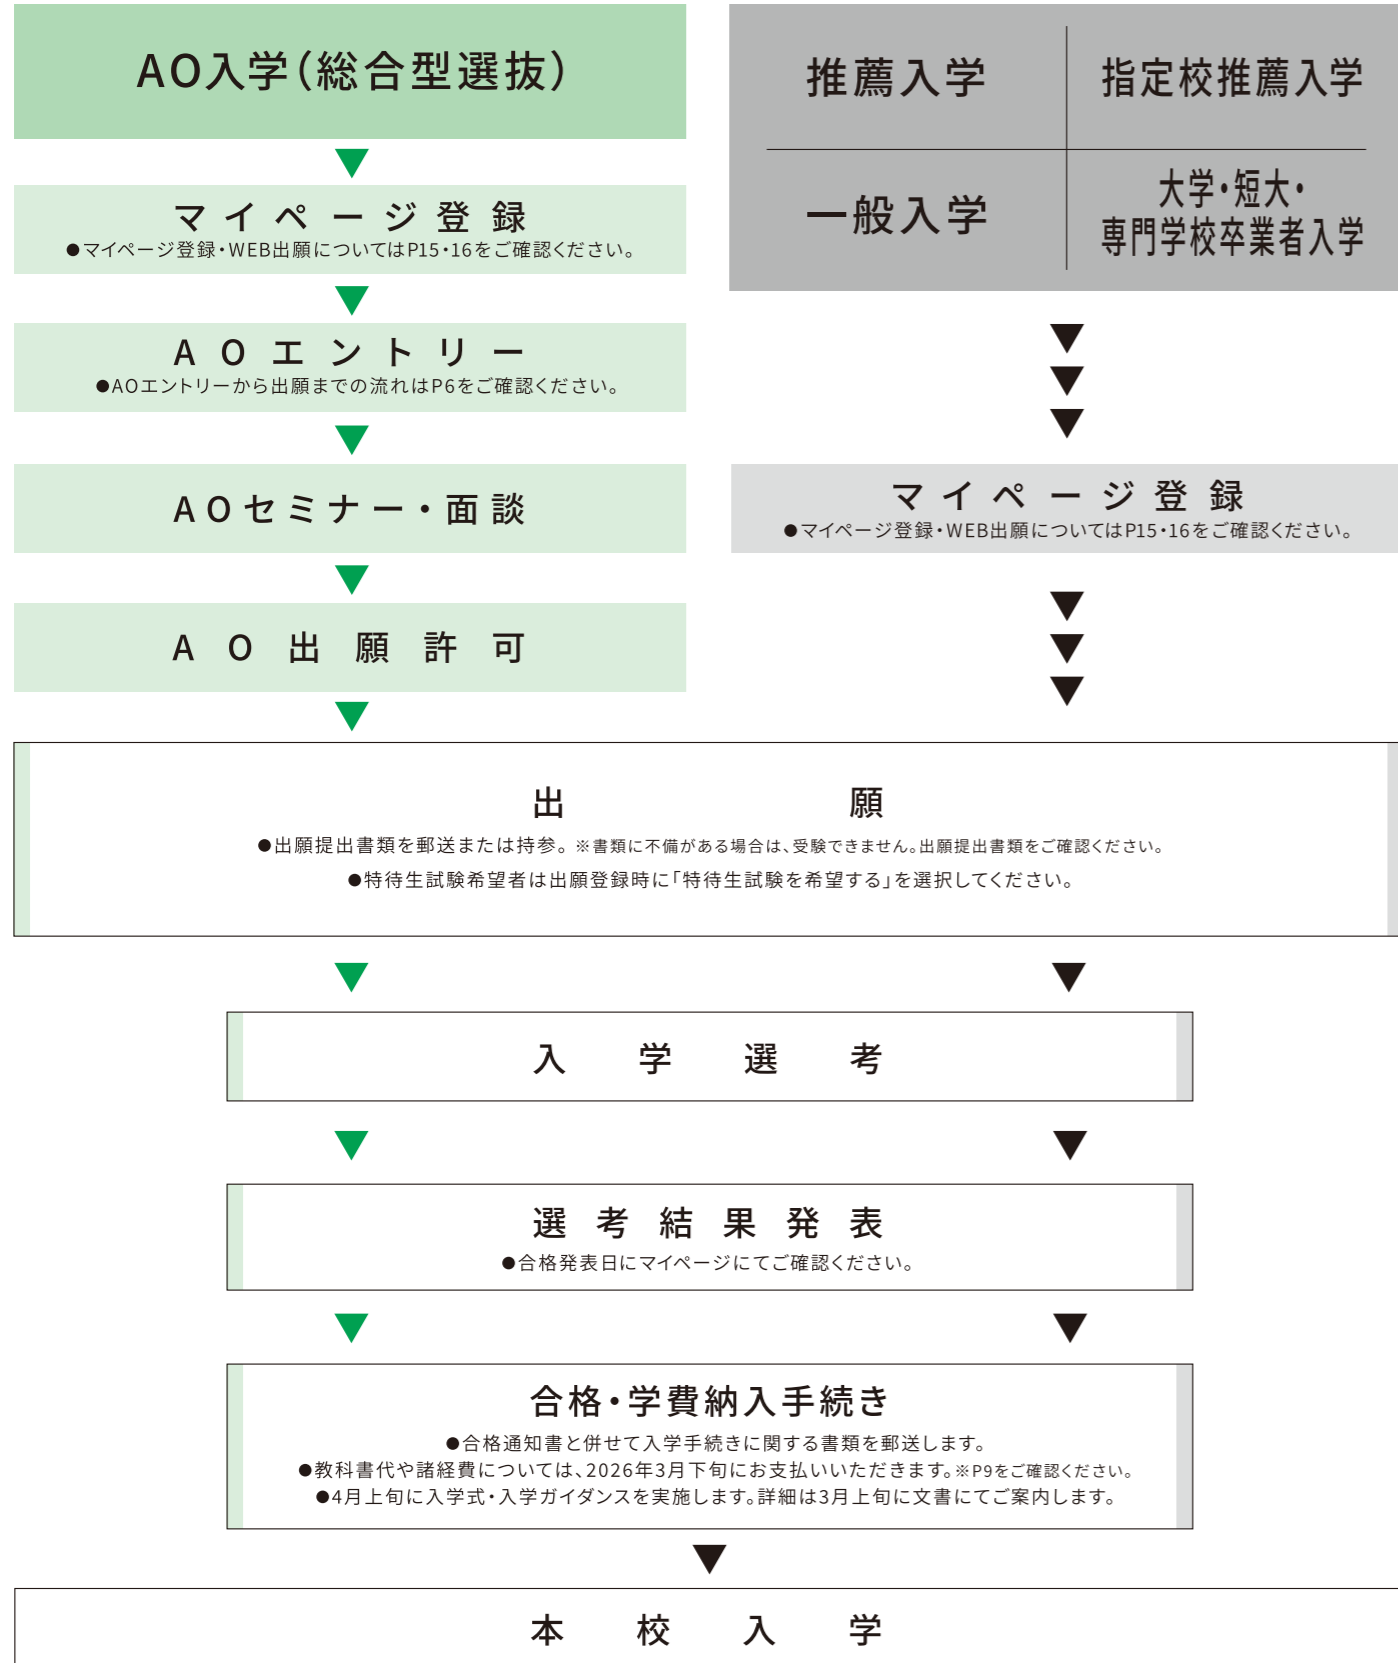 AO入学(総合型選抜)
マイページ登録
●マイページ登録・WEB出願についてはP15・16をご確認ください。
AOエントリー
●AOエントリーから出願までの流れはP6をご確認ください。
AOセミナー・面談
AO出願許可
推薦入学
指定校推薦入学
一般入学
大学・短大・
専門学校卒業者入学
マイページ登録
●マイページ登録・WEB出願についてはP15・16をご確認ください。
出願
●出願提出書類を郵送または持参。※書類に不備がある場合は、受験できません。出願提出書類をご確認ください。
●特待生試験希望者は出願登録時に「特待生試験を希望する」を選択してください。
入学選考
選考結果発表
●合格発表日にマイページにてご確認ください。
合格・学費納入手続き
●合格通知書と併せて入学手続きに関する書類を郵送します。
●教科書代や諸経費については、2026年3月下旬にお支払いいただきます。※P9をご確認ください。
●4月上旬に入学式・入学ガイダンスを実施します。詳細は3月上旬に文書にてご案内します。
本校入学